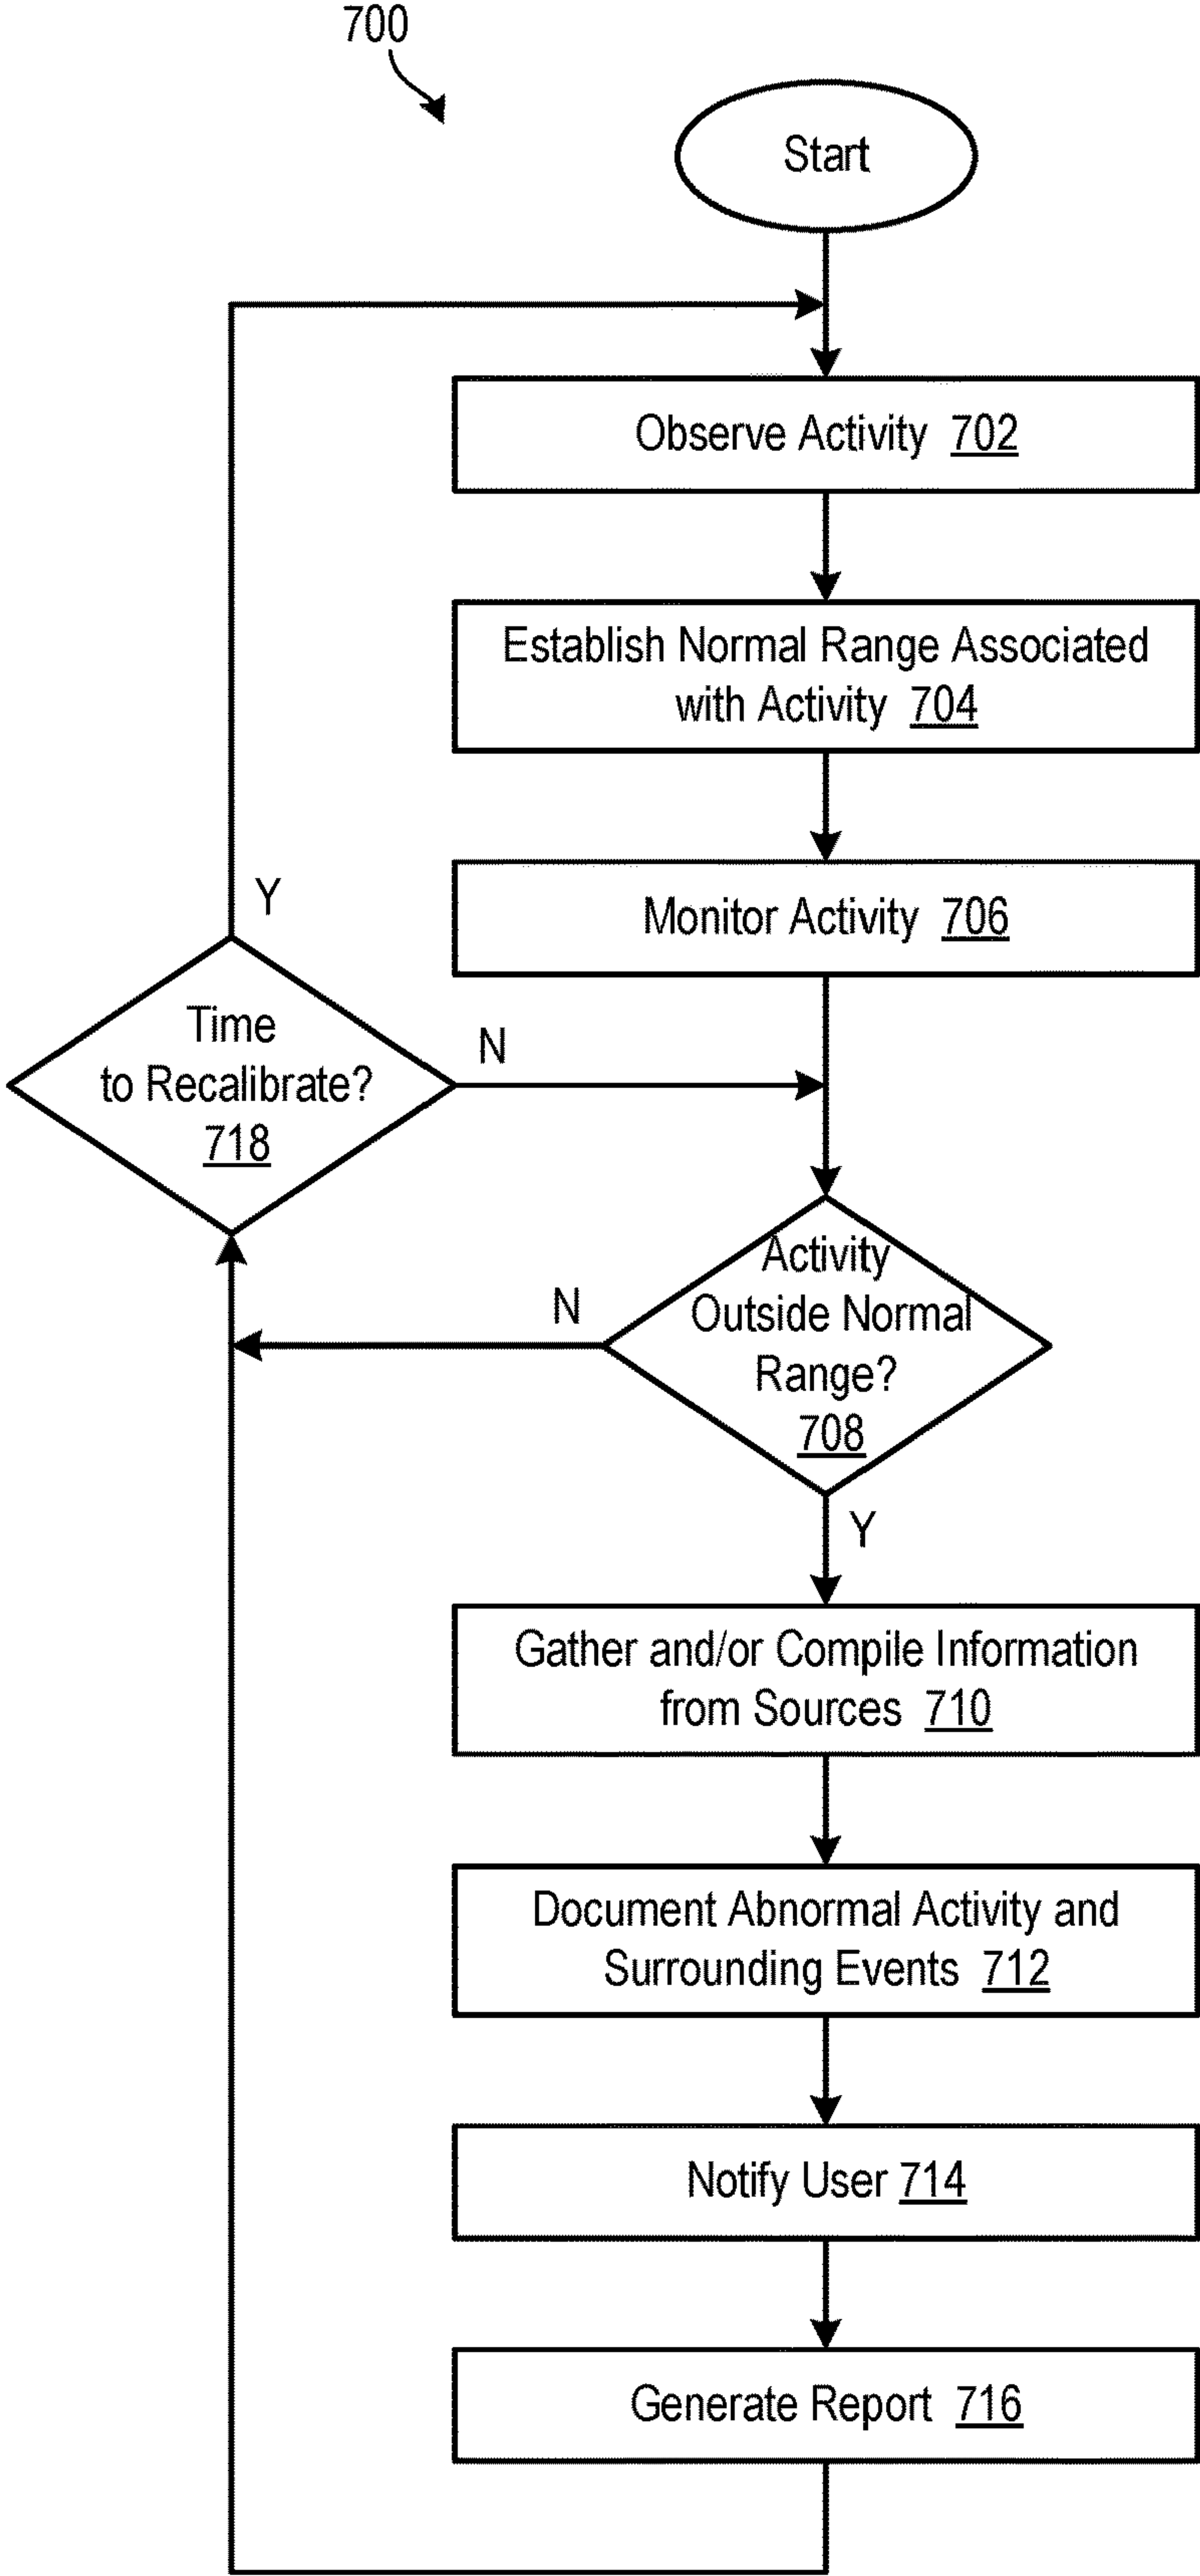 700
Start
Observe Activity 702
Establish Normal Range Associated
with Activity 704
Monitor Activity 706
Y
Time
to Recalibrate?
718
N
Activity
Outside Normal
Range?
708
N
Y
Gather and/or Compile Information
from Sources 710
Document Abnormal Activity and
Surrounding Events 712
Notify User 714
Generate Report 716